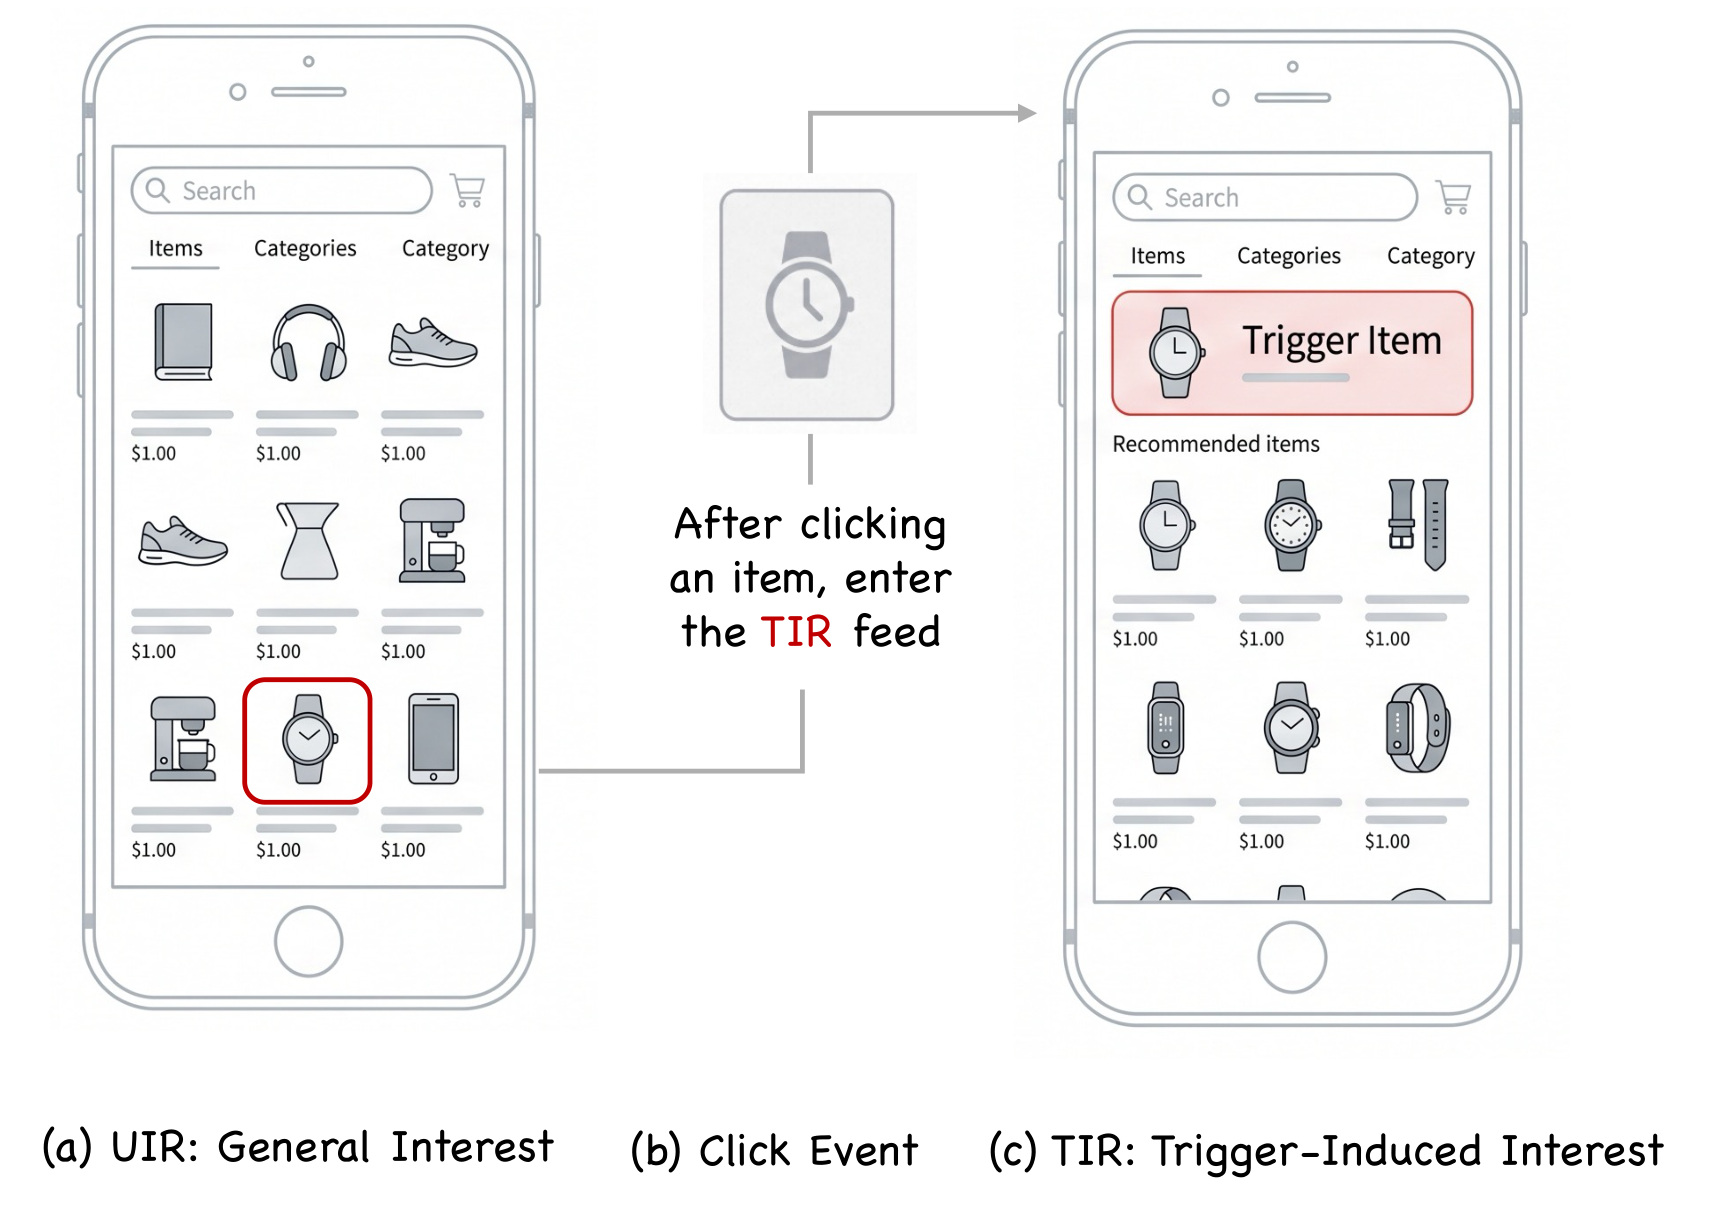 Search
Items Categories Category
$1.00 $1.00 $1.00
$1.00 $1.00 $1.00
$1.00 $1.00 $1.00
After clicking
an item, enter
the TIR feed
Search
Items Categories Category
Trigger Item
Recommended items
$1.00 $1.00 $1.00
$1.00 $1.00 $1.00
(a) UIR: General Interest
(b) Click Event
(c) TIR: Trigger-Induced Interest